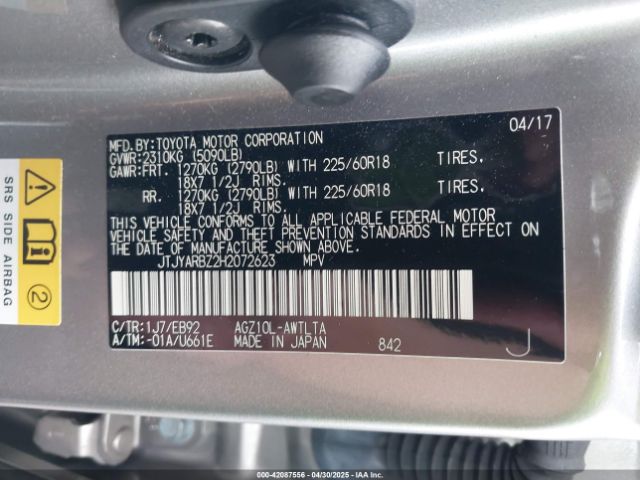 04/17
MFD.BY:TOYOTA MOTOR CORPORATION
GVWR:2310KG (5090LB)
GAWR:FRT. 1270KG (2790LB) WITH 225/60R18 TIRES.
18X7 1/2J RIMS.
RR. 1270KG (2790LB) WITH 225/60R18 TIRES.
18X7 1/2J RIMS.
THIS VEHICLE CONFORMS TO ALL APPLICABLE FEDERAL MOTOR
VEHICLE SAFETY AND THEFT PREVENTION STANDARDS IN EFFECT ON
THE DATE OF MANUFACTURE SHOWN ABOVE.
JTJYARBZ2H2072623 MPV
C/TR:1J7/EB92 AGZ10L-AWTLTA
A/TM:-01A/U661E MADE IN JAPAN 842 J
SRS SIDE AIRBAG
2
000-42087556 - 04/30/2025 - IAA Corp.